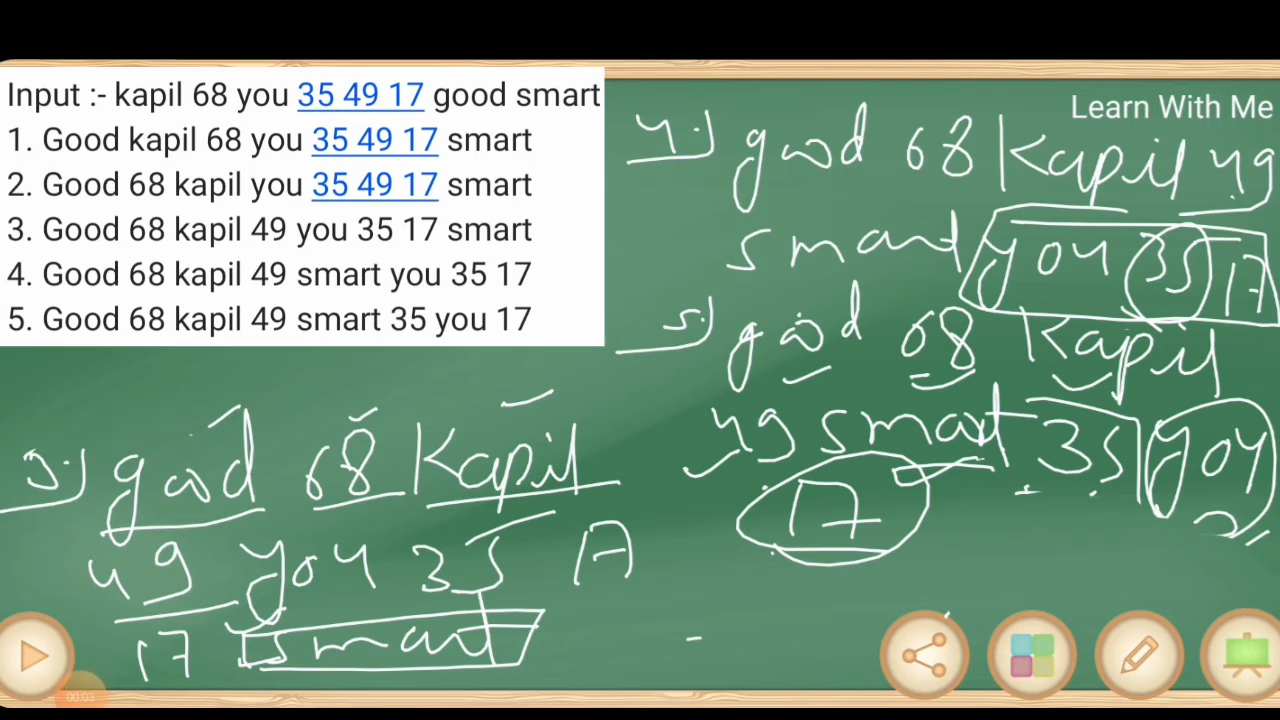 Input :- kapil 68 you 35 49 17 good smart
1. Good kapil 68 you 35 49 17 smart
2. Good 68 kapil you 35 49 17 smart
3. Good 68 kapil 49 you 35 17 smart
4. Good 68 kapil 49 smart you 35 17
5. Good 68 kapil 49 smart 35 you 17
3:) good 68 Kapil
49 you 35
17 smart
Learn With Me
4:) good 68 Kapil 49
smart you 35 17
5:) good 68 Kapil
49 smart 35 you
17
00:03